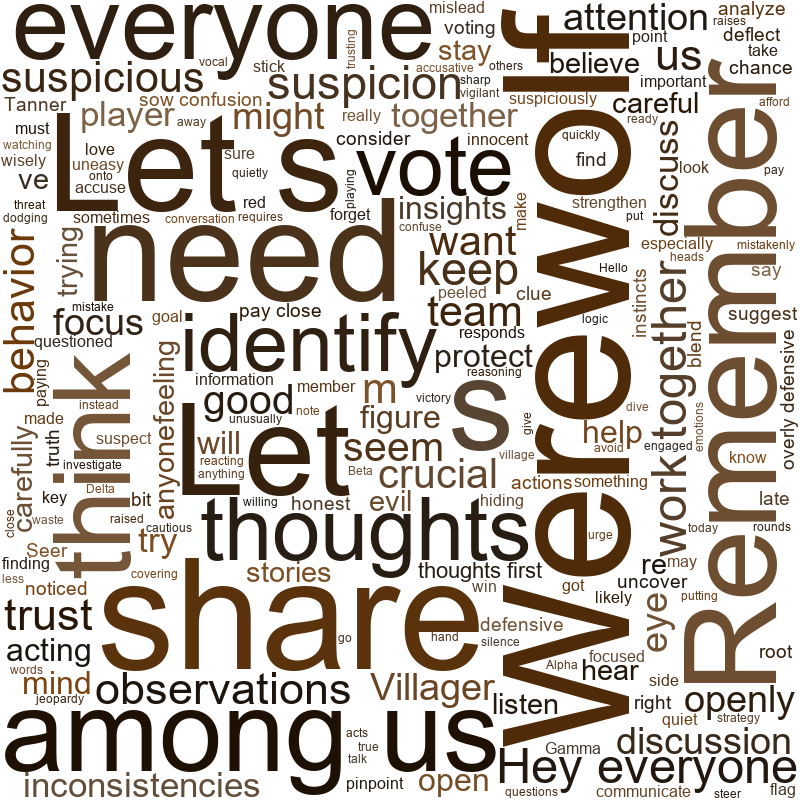 everyone
mislead
voting
attention
raises
analyze
point
deflect
take
suspicious
vocal
stick
trusting
accusative
others
stay
believe
us
chance
suspicion
sharp
vigilant
important
Tanner
sow confusion
suspiciously
careful
afford
player
away
might
really
together
ready
must
love
consider
innocent
quickly
watching
wisely
uneasy
sure
vote
find
look
pay
onto
quietly
ve
accuse
red
playing
insights
make
strengthen
discuss
threat
Let s
forget
put
dodging
sometimes
conversation
requires
confuse
Werewolf
Remember
need
want
especially
mistakenly
trying
keep
Hello
heads
say
behavior
peeled
clue
instincts
mistake
pay close
team
suggest
focus
goal
identify
responds
logic
questioned
protect
blend
information
member
m
reasoning
work together
overly defensive
paying
think
anyonefeeling
good
victory
give
dive
emotions
instead
unusually
note
figure
s
made
suspect
will
seem
help
engaged
truth
Let
reacting
village
avoid
know
carefully
investigate
anything
Beta
crucial
actions
something
key
Delta
bit
willing
honest
evil
hiding
late
close
waste
raised
cautious
try
thoughts
today
rounds
Seer
urge
finding
re
may
less
covering
stories
thoughts first
uncover
noticed
share
win
got
likely
putting
trust
defensive
eye
go
hand
silence
acting
focused
root
words
Alpha
hear
mind
observations
Villager
side
jeopardy
listen
right
openly
among us
acts
quiet
strategy
true
Gamma
discussion
talk
Hey everyone
inconsistencies
pinpoint
open
questions
communicate
steer
flag